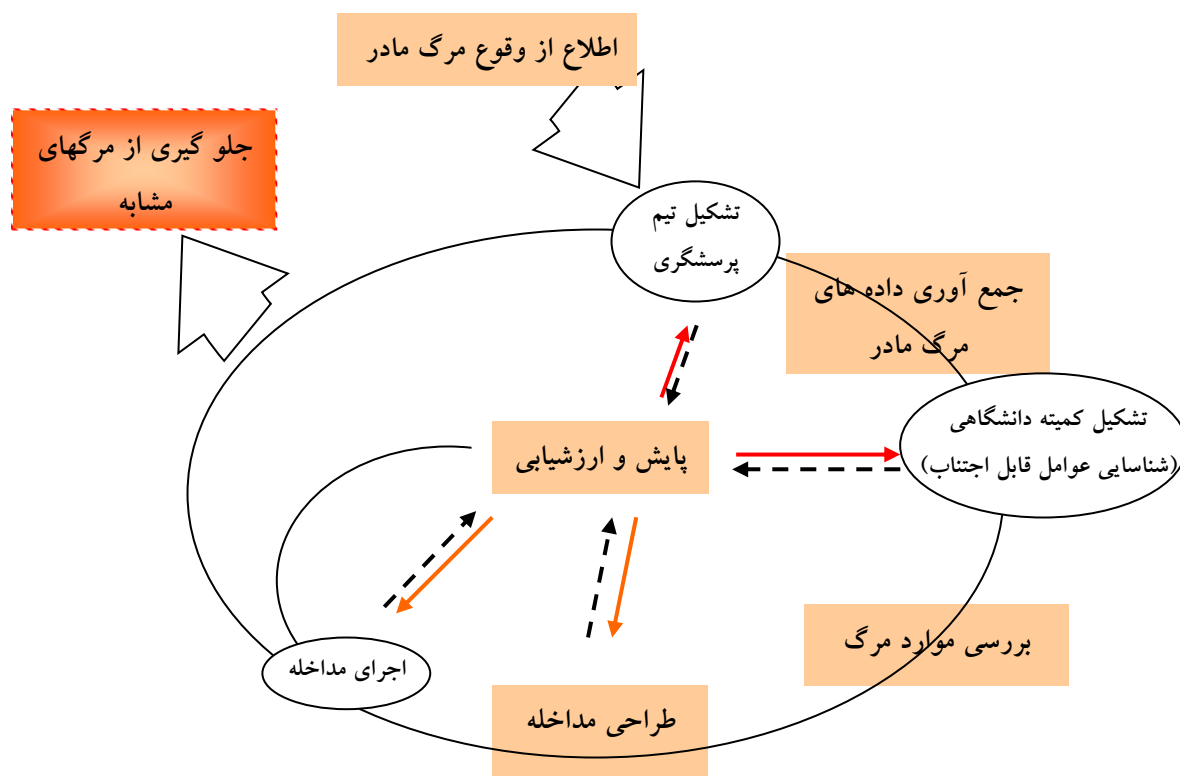 اطلاع از وقوع مرگ مادر
جلو گیری از مرگهای
مشابه
تشکیل تیم
پرسشگری
جمع آوری داده های
مرگ مادر
تشکیل کمیته دانشگاهی
(شناسایی عوامل قابل اجتناب)
پایش و ارزشیابی
بررسی موارد مرگ
اجرای مداخله
طراحی مداخله